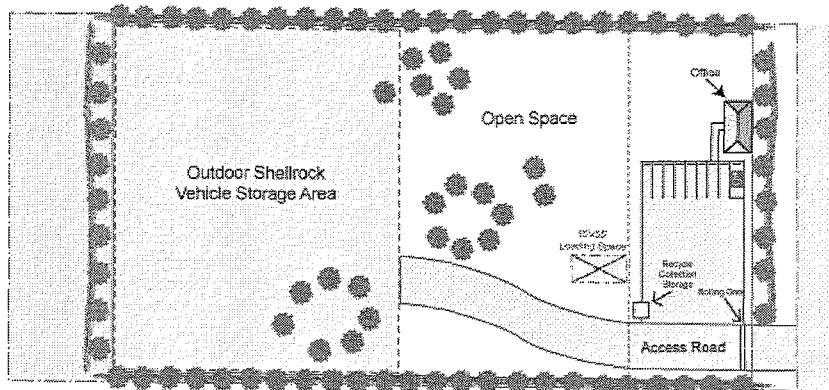 Office
Open Space
Outdoor Shellrock
Vehicle Storage Area
Loading Space
Recycle
Collection
Storage
Rolling Gate
Access Road